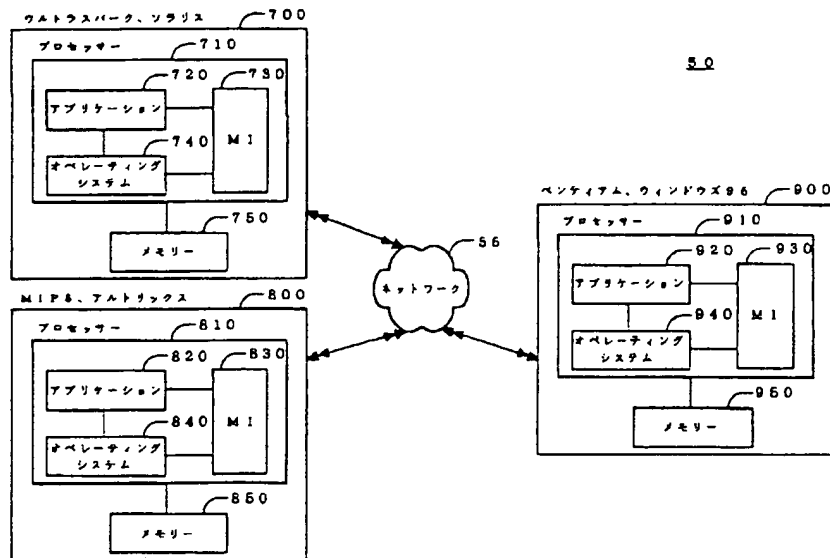 ウルトラスパーク、ソラリス 700
プロセッサー 710
720 730
アプリケーション
MI
740
オペレーティング
システム
750
メモリー
50
MIPS、アルトリックス 800
プロセッサー 810
820 830
アプリケーション
MI
840
オペレーティング
システム
850
メモリー
55
ネットワーク
ペンティアム、ウィンドウズ95 900
プロセッサー 910
920 930
アプリケーション
MI
940
オペレーティング
システム
950
メモリー